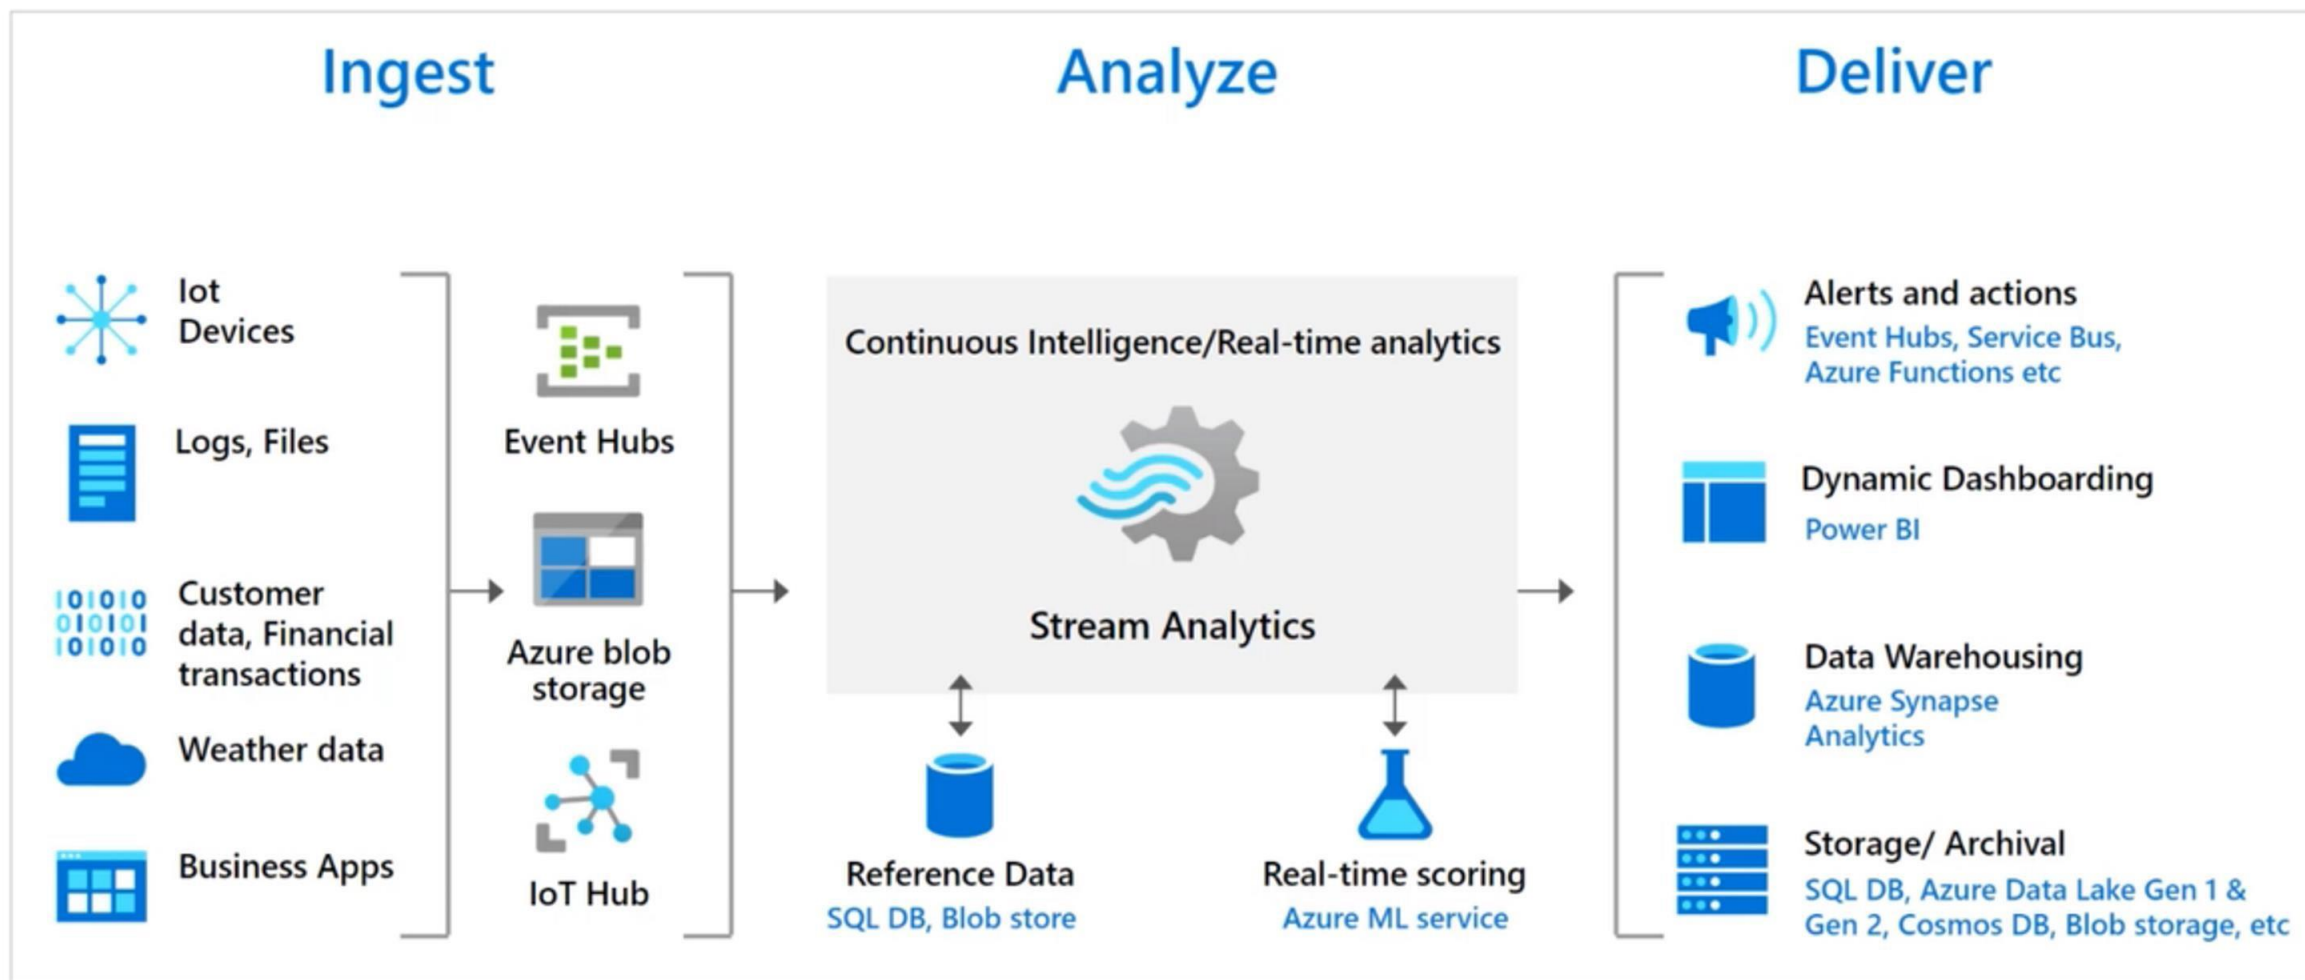 Ingest
Analyze
Deliver
Iot
Devices
Logs, Files
Customer
data, Financial
transactions
Weather data
Business Apps
Event Hubs
Azure blob
storage
IoT Hub
Continuous Intelligence/Real-time analytics
Stream Analytics
Reference Data
SQL DB, Blob store
Real-time scoring
Azure ML service
Alerts and actions
Event Hubs, Service Bus,
Azure Functions etc
Dynamic Dashboarding
Power BI
Data Warehousing
Azure Synapse
Analytics
Storage/ Archival
SQL DB, Azure Data Lake Gen 1 &
Gen 2, Cosmos DB, Blob storage, etc